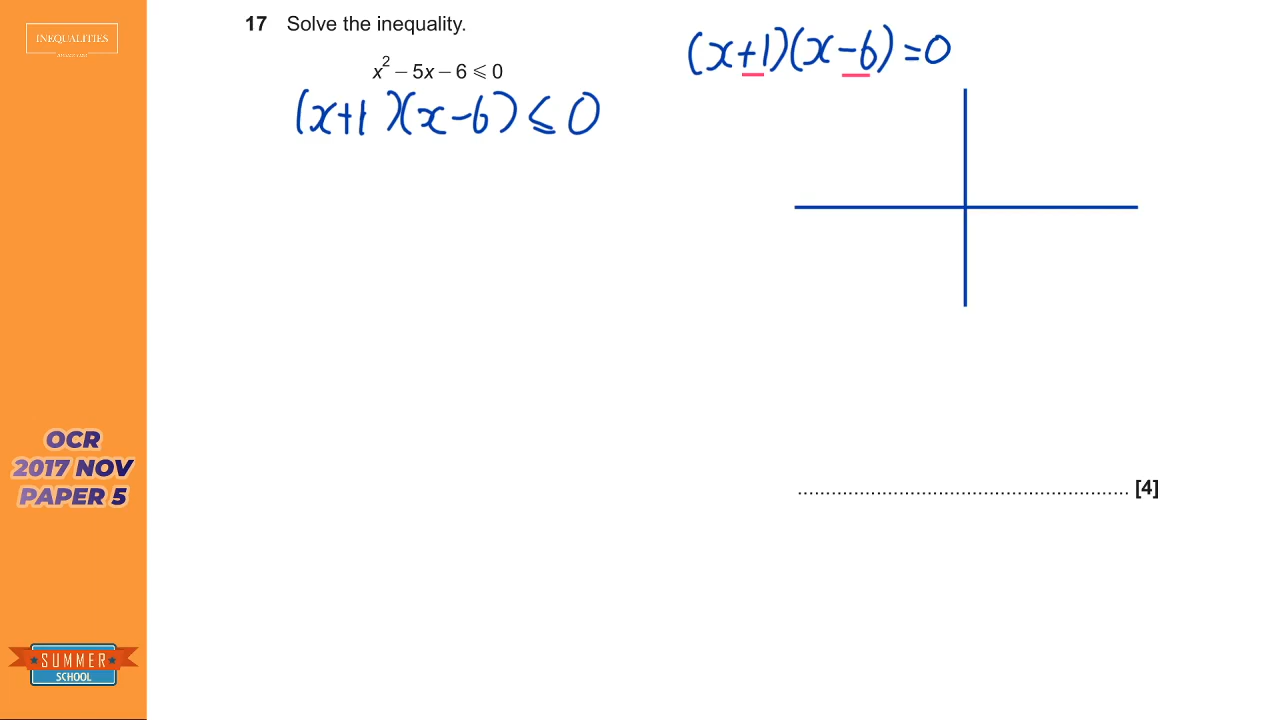 INEQUALITIES
17 Solve the inequality.
x² – 5x – 6 ⩽ 0
(x+1)(x-6) ≤ 0
(x+1)(x-6) = 0
........................................................ [4]
OCR
2017 NOV
PAPER 5
SUMMER
SCHOOL